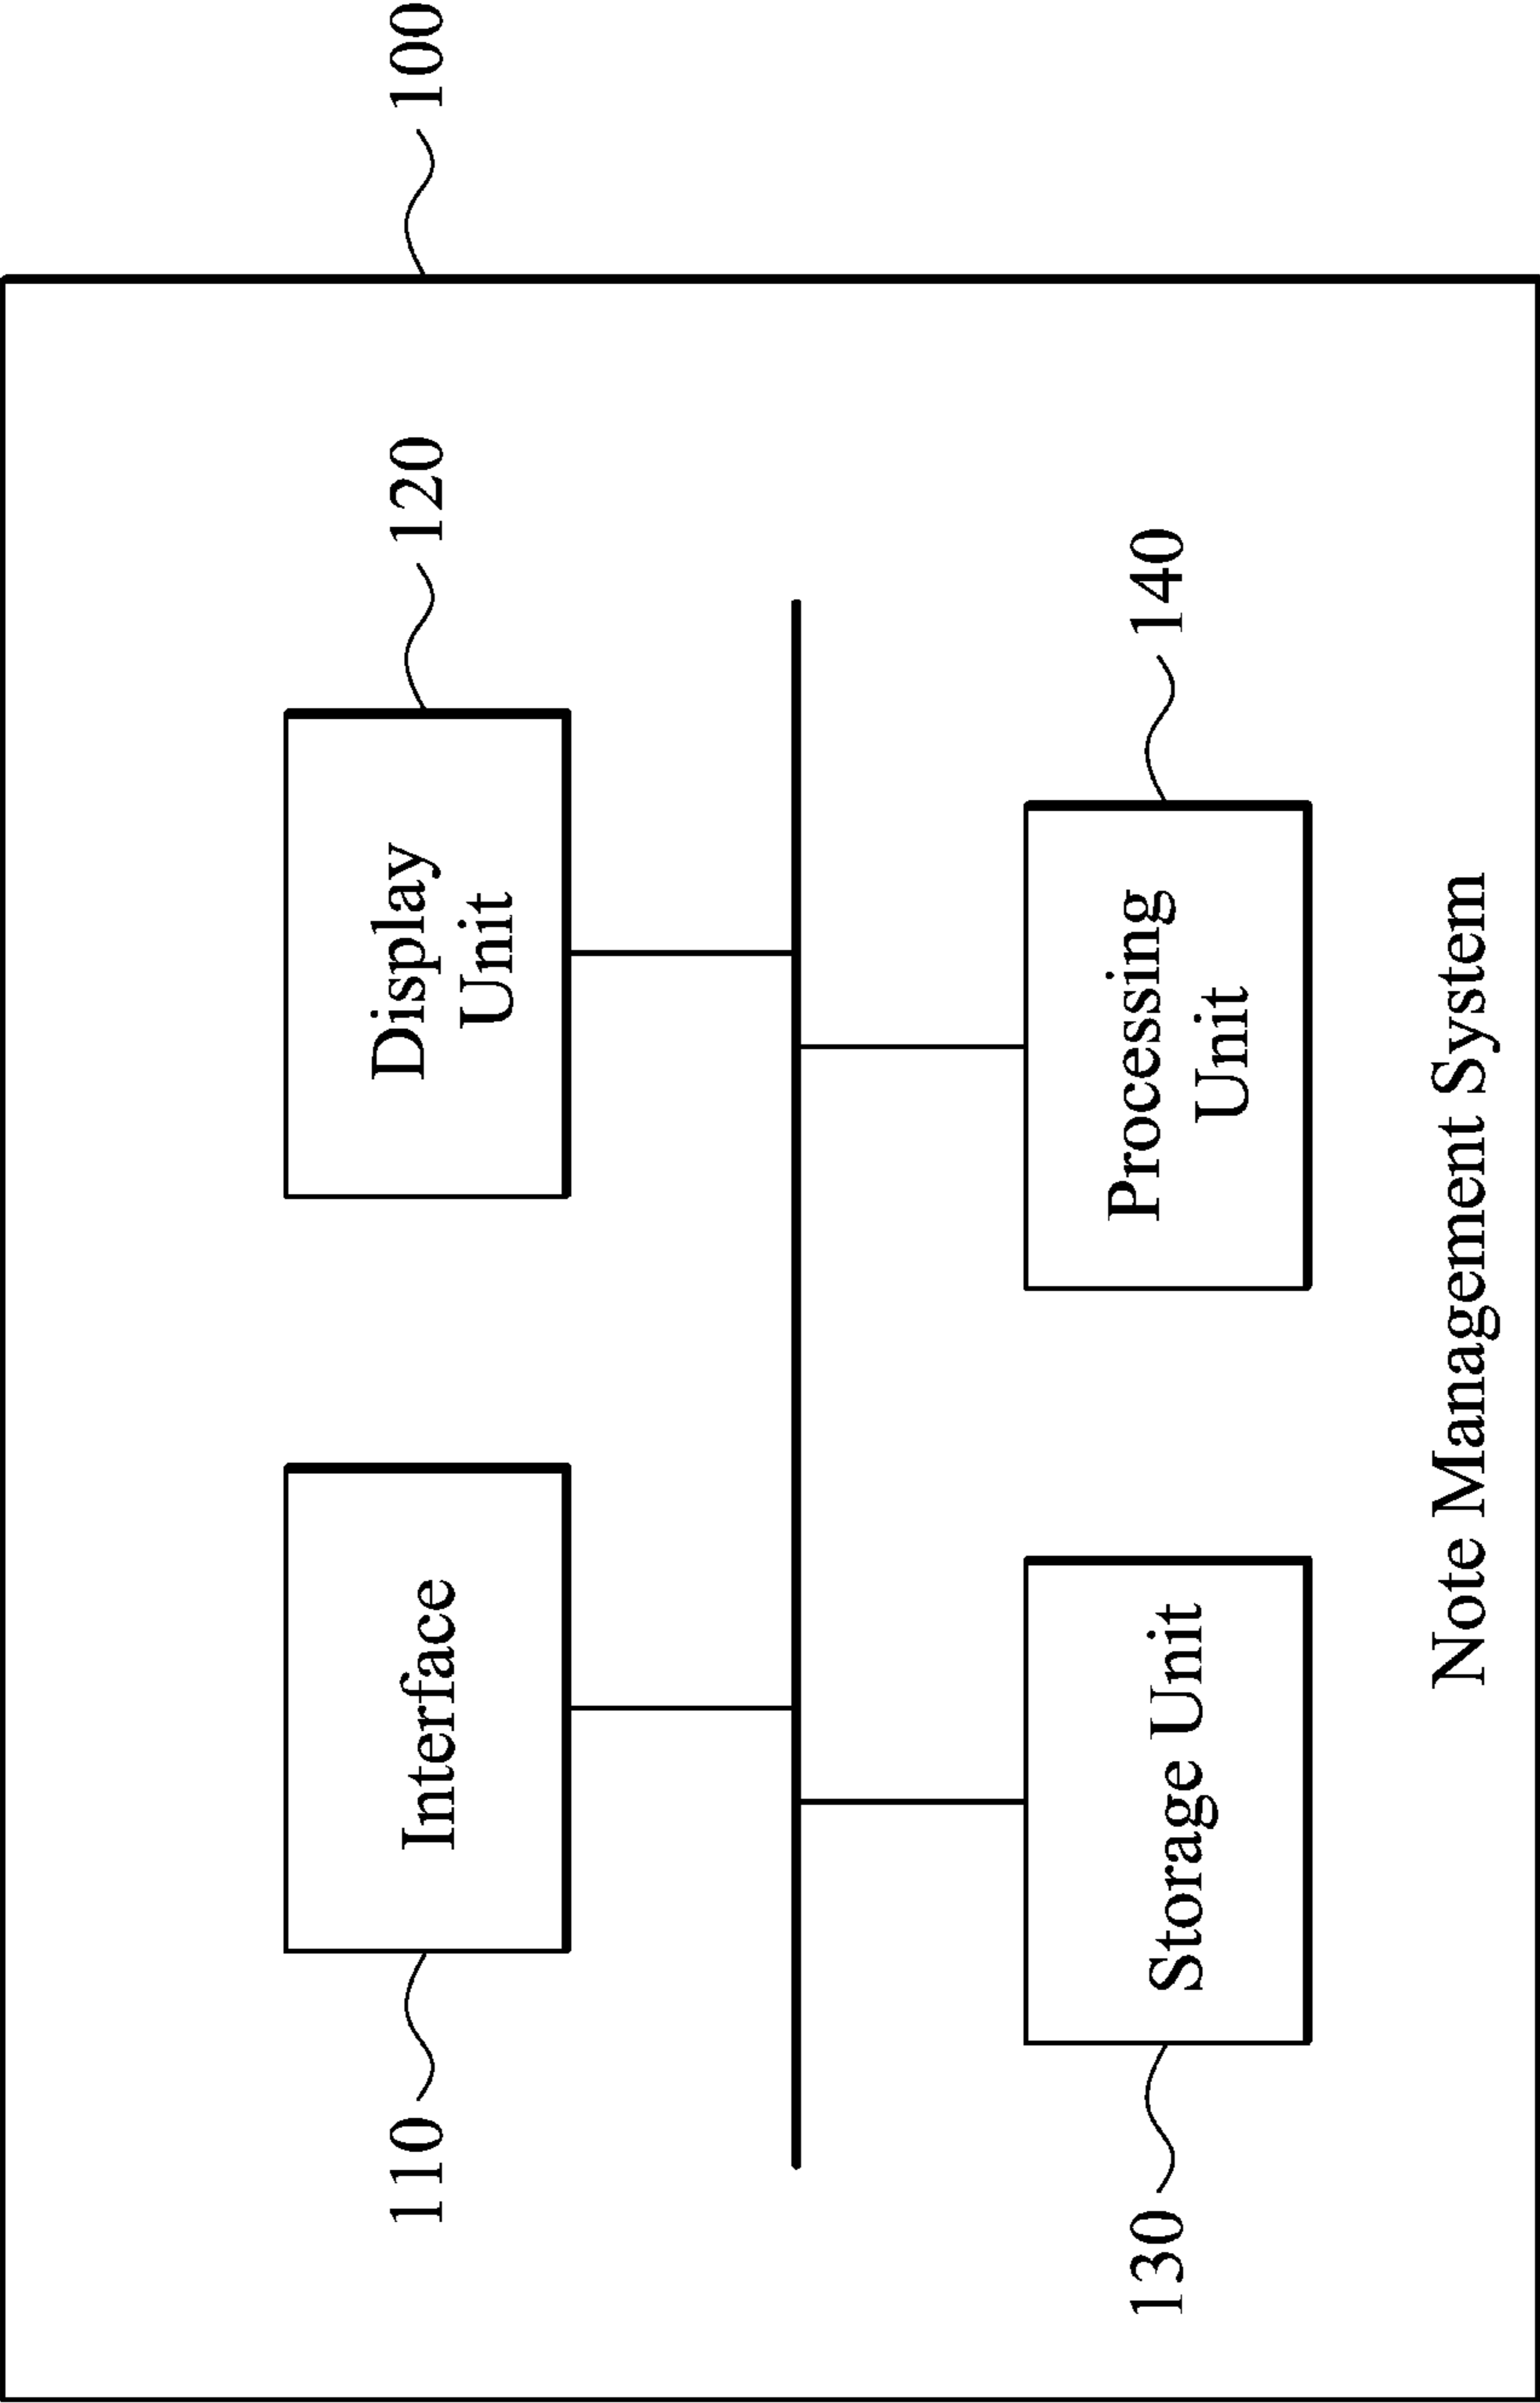 100
110
Interface
Display
Unit
120
130
Storage Unit
Processing
Unit
140
Note Management System